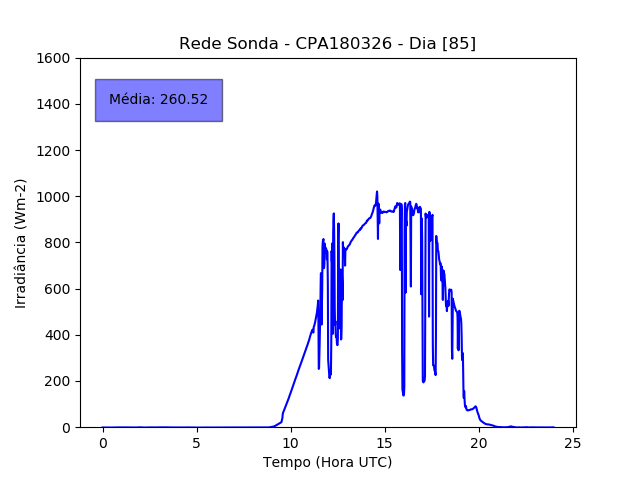 Rede Sonda - CPA180326 - Dia [85]
1600
1400
1200
1000
800
600
400
200
0
Média: 260.52
Irradiância (Wm-2)
0 5 10 15 20 25
Tempo (Hora UTC)